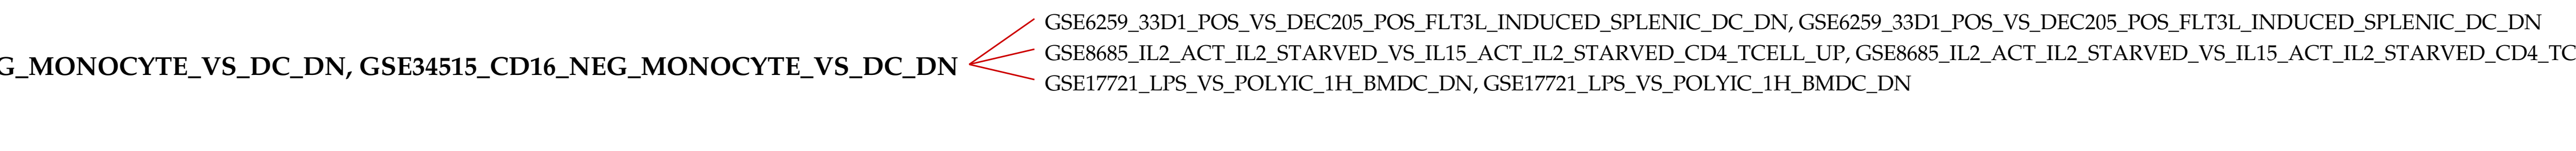 GSE6259_33D1_POS_VS_DEC205_POS_FLT3L_INDUCED_SPLENIC_DC_DN, GSE6259_33D1_POS_VS_DEC205_POS_FLT3L_INDUCED_SPLENIC_DC_DN
GSE8685_IL2_ACT_IL2_STARVED_VS_IL15_ACT_IL2_STARVED_CD4_TCELL_UP, GSE8685_IL2_ACT_IL2_STARVED_VS_IL15_ACT_IL2_STARVED_CD4_TC
G_MONOCYTE_VS_DC_DN, GSE34515_CD16_NEG_MONOCYTE_VS_DC_DN
GSE17721_LPS_VS_POLYIC_1H_BMDC_DN, GSE17721_LPS_VS_POLYIC_1H_BMDC_DN